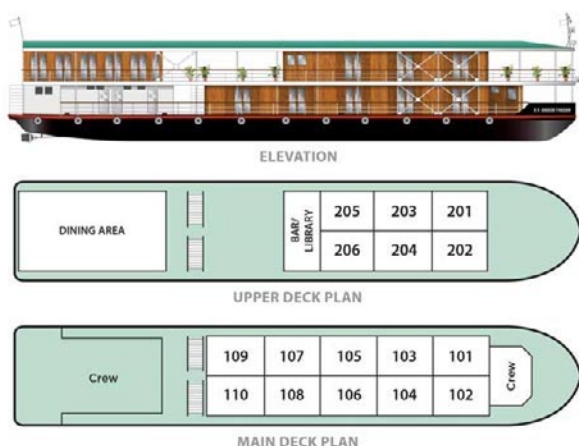 ELEVATION
DINING AREA
BAR/
LIBRARY
205 203 201
206 204 202
UPPER DECK PLAN
Crew
109 107 105 103 101
110 108 106 104 102
Crew
MAIN DECK PLAN